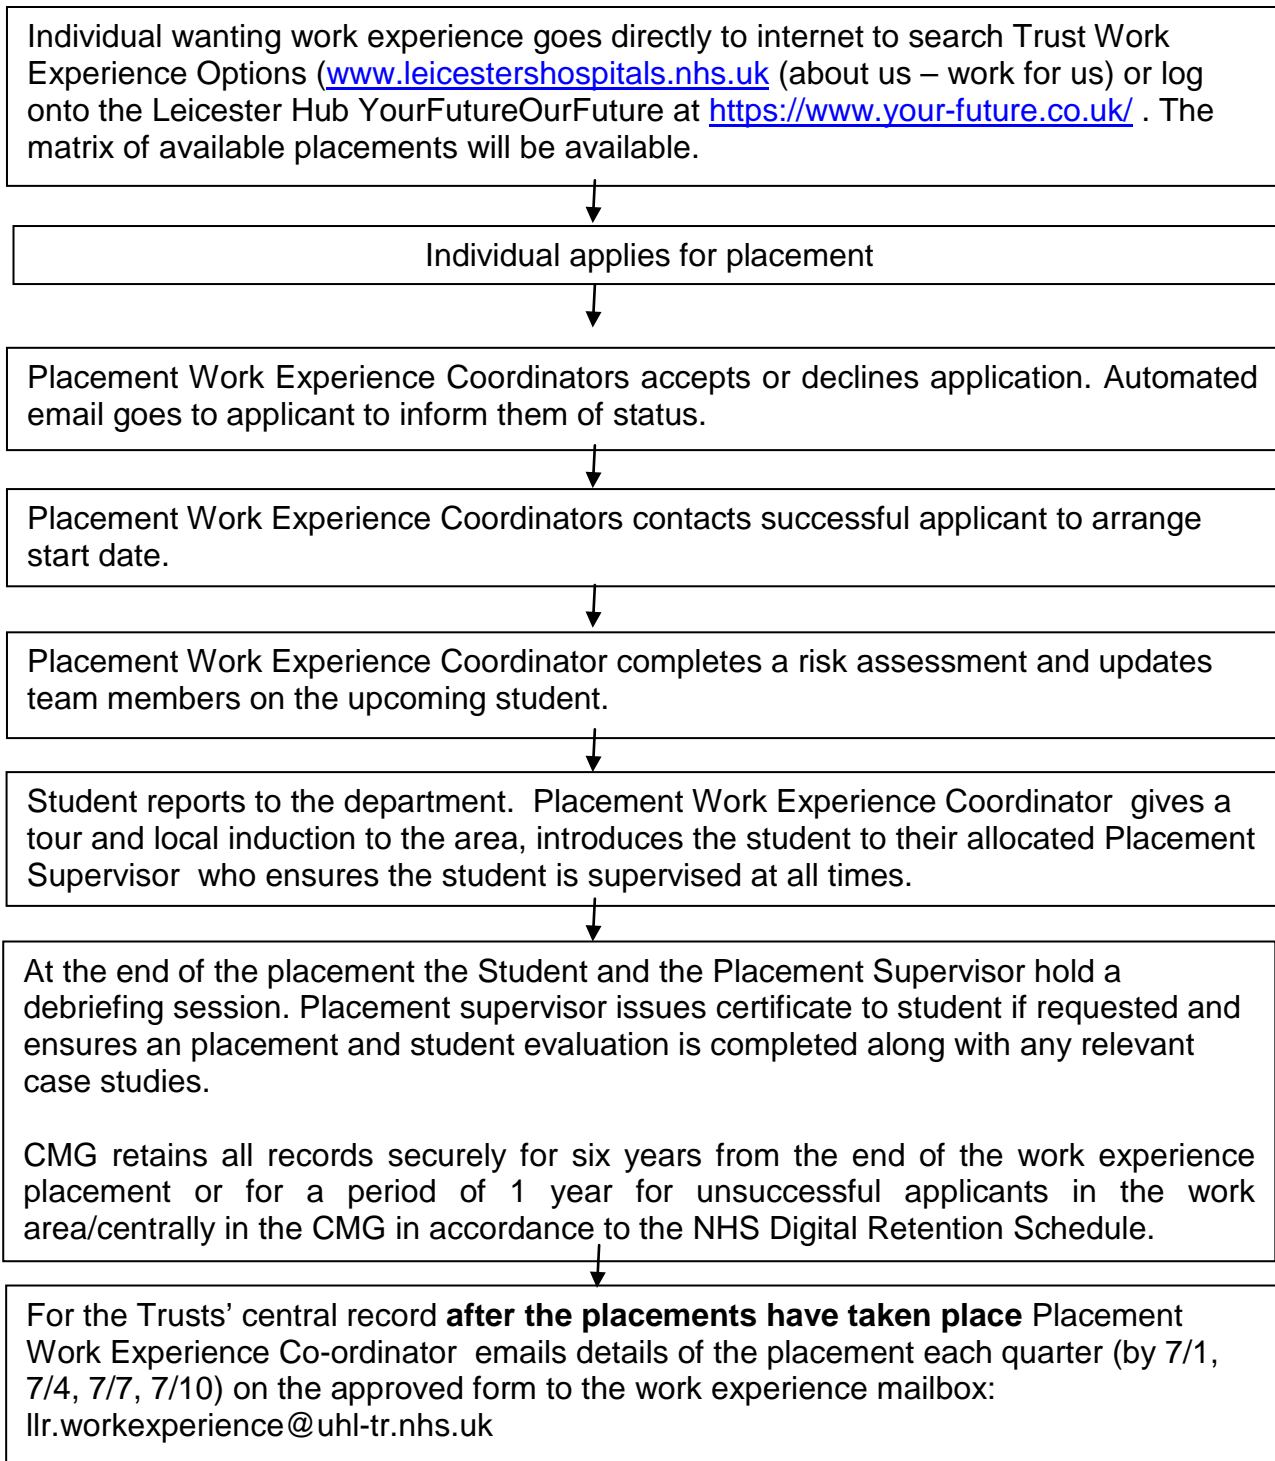 Individual wanting work experience goes directly to internet to search Trust Work
Experience Options (www.leicestershospitals.nhs.uk (about us – work for us) or log
onto the Leicester Hub YourFutureOurFuture at https://www.your-future.co.uk/ . The
matrix of available placements will be available.
Individual applies for placement
Placement Work Experience Coordinators accepts or declines application. Automated
email goes to applicant to inform them of status.
Placement Work Experience Coordinators contacts successful applicant to arrange
start date.
Placement Work Experience Coordinator completes a risk assessment and updates
team members on the upcoming student.
Student reports to the department.  Placement Work Experience Coordinator  gives a
tour and local induction to the area, introduces the student to their allocated Placement
Supervisor  who ensures the student is supervised at all times.
At the end of the placement the Student and the Placement Supervisor hold a
debriefing session. Placement supervisor issues certificate to student if requested and
ensures an placement and student evaluation is completed along with any relevant
case studies.
CMG retains all records securely for six years from the end of the work experience
placement or for a period of 1 year for unsuccessful applicants in the work
area/centrally in the CMG in accordance to the NHS Digital Retention Schedule.
For the Trusts’ central record after the placements have taken place Placement
Work Experience Co-ordinator  emails details of the placement each quarter (by 7/1,
7/4, 7/7, 7/10) on the approved form to the work experience mailbox:
llr.workexperience@uhl-tr.nhs.uk